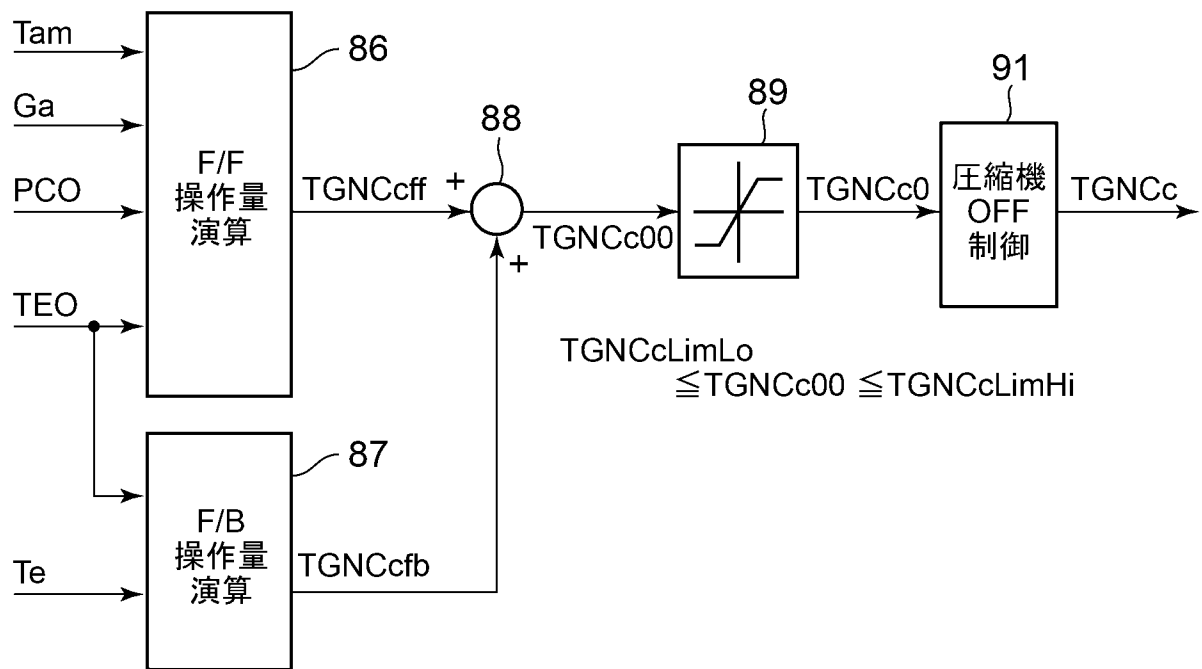 Tam
Ga
PCO
TEO
F/F
操作量
演算
86
TGNCcff
+
88
+
TGNCc00
89
TGNCc0
91
圧縮機
OFF
制御
TGNCc
TGNCcLimLo
≦TGNCc00 ≦TGNCcLimHi
Te
F/B
操作量
演算
87
TGNCcfb